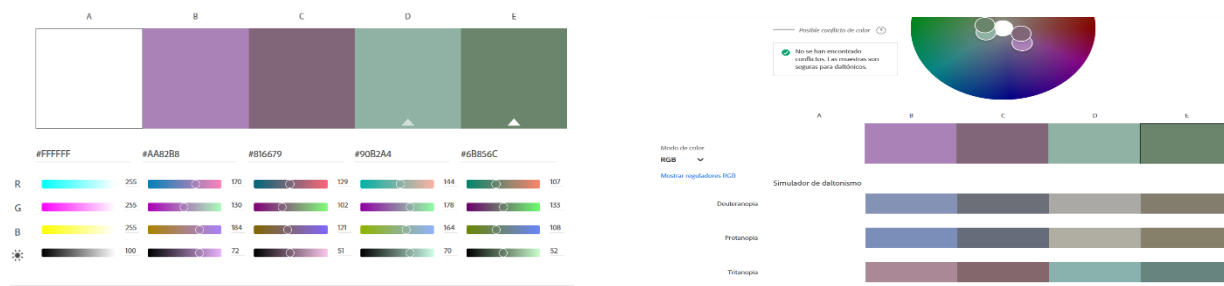 A B C D E
#FFFFFF #AA82B8 #816679 #90B2A4 #6B856C
R 255 170 129 144 107
G 255 130 102 178 133
B 255 184 121 164 108
100 72 51 70 52
Posible conflicto de color ?
No se han encontrado
conflictos. Las muestras son
seguras para daltónicos.
A B C D E
Modo de color
RGB
Mostrar reguladores RGB
Simulador de daltonismo
Deuteranopia
Protanopia
Tritanopia